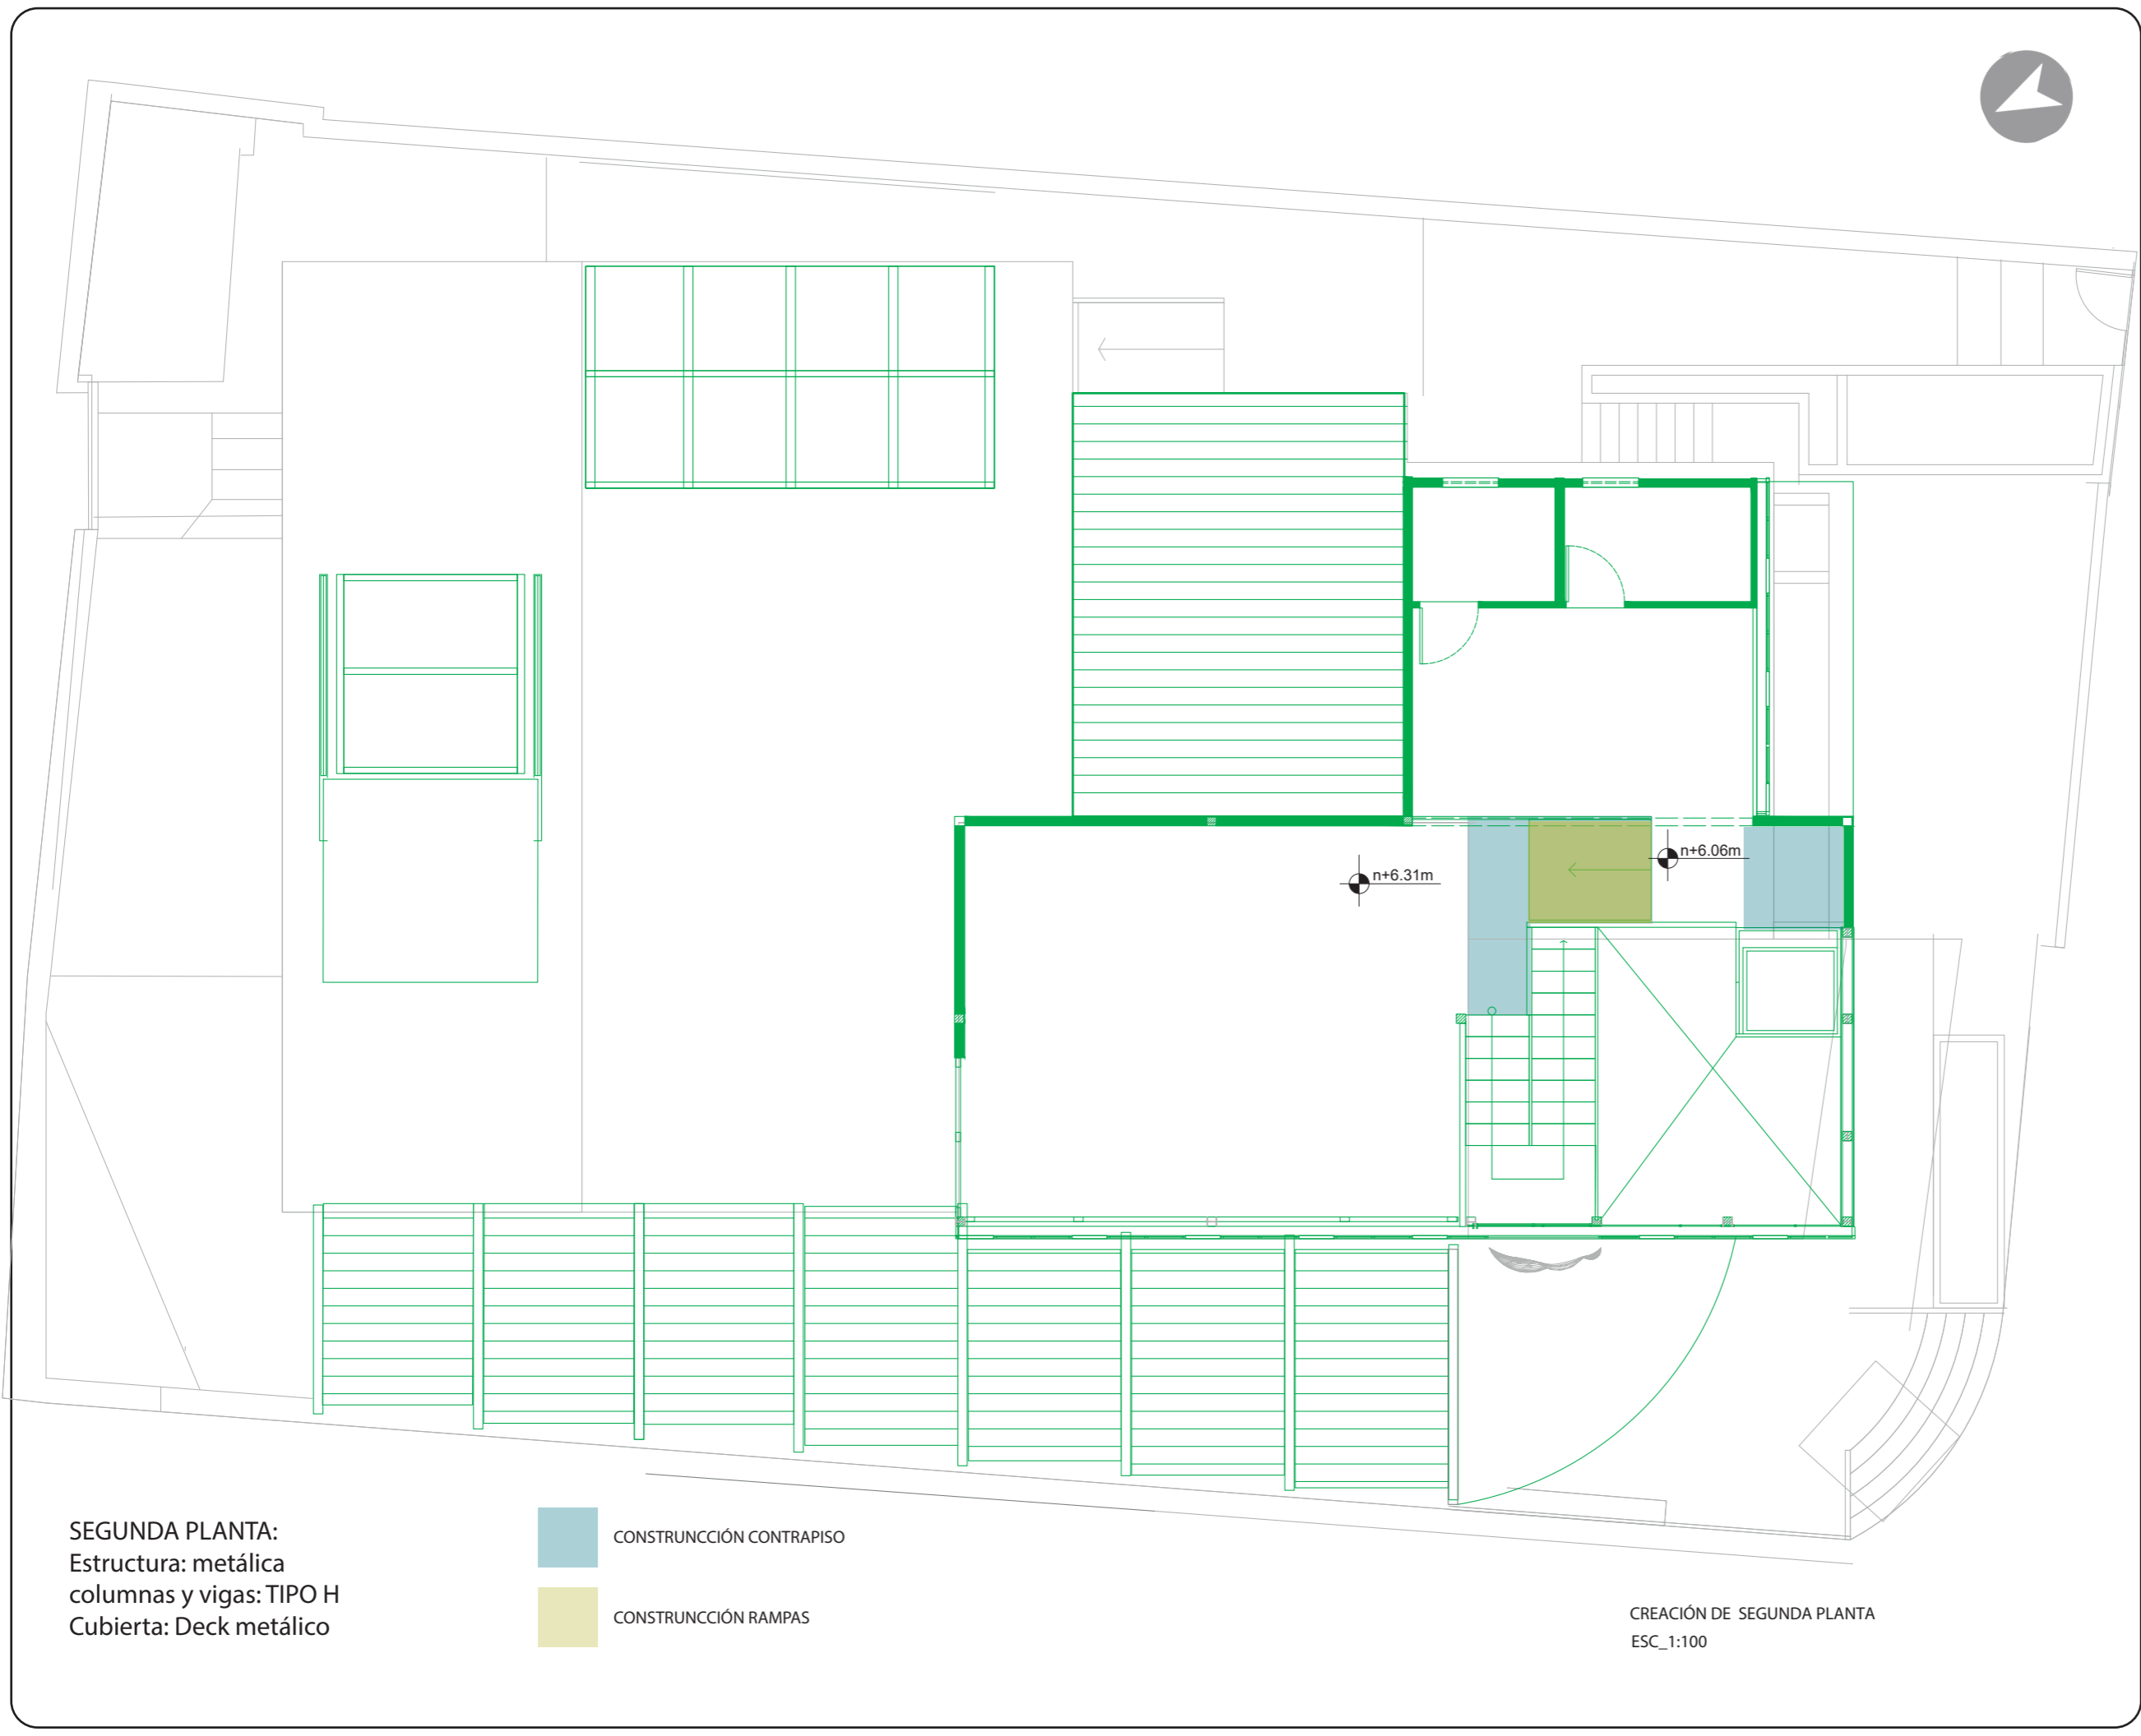 n+6.06m
n+6.31m
SEGUNDA PLANTA:
Estructura: metálica
columnas y vigas: TIPO H
Cubierta: Deck metálico
CONSTRUNCCIÓN CONTRAPISO
CONSTRUNCCIÓN RAMPAS
CREACIÓN DE SEGUNDA PLANTA
ESC_1:100